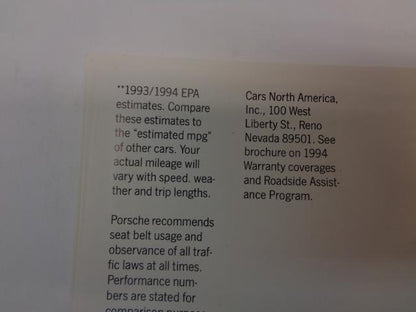 **1993/1994 EPA
estimates. Compare
these estimates to
the "estimated mpg"
of other cars. Your
actual mileage will
vary with speed. wea-
ther and trip lengths.
Porsche recommends
seat belt usage and
observance of all traf-
fic laws at all times.
Performance num-
bers are stated for
comparison purpose
Cars North America,
Inc., 100 West
Liberty St., Reno
Nevada 89501. See
brochure on 1994
Warranty coverages
and Roadside Assist-
ance Program.